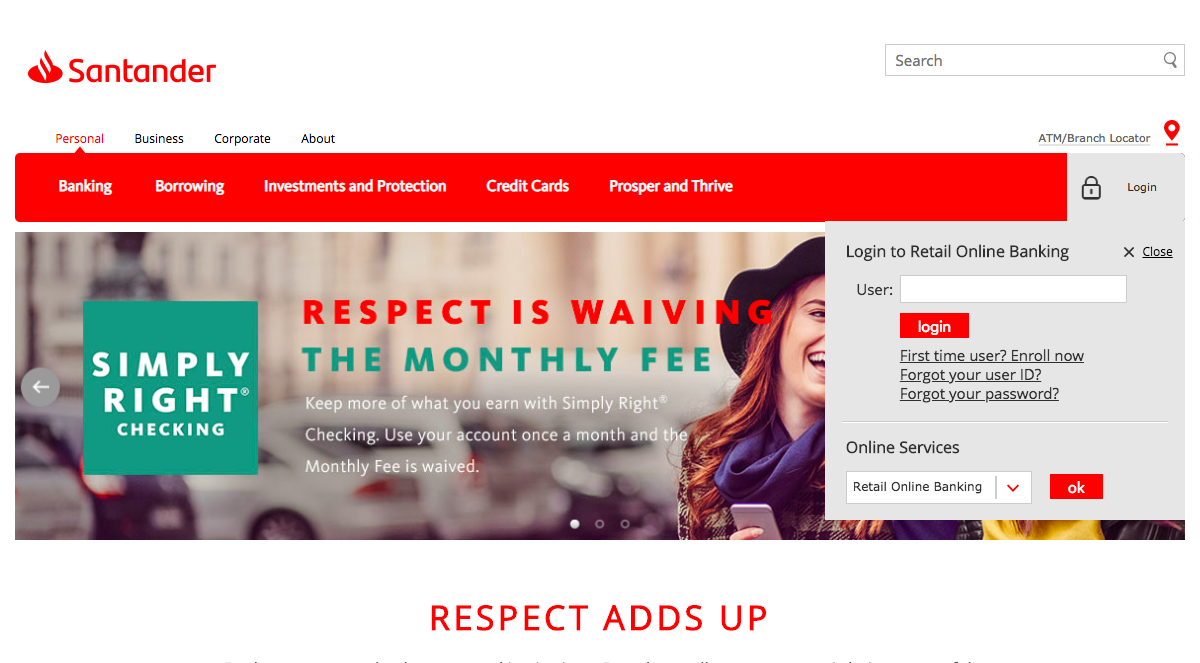 Santander
Search
Personal Business Corporate About
ATM/Branch Locator
Banking Borrowing Investments and Protection Credit Cards Prosper and Thrive
Login
Login to Retail Online Banking
Close
User:
login
First time user? Enroll now
Forgot your user ID?
Forgot your password?
Online Services
Retail Online Banking
ok
SIMPLY
RIGHT®
CHECKING
RESPECT IS WAIVING
THE MONTHLY FEE
Keep more of what you earn with Simply Right®
Checking. Use your account once a month and the
Monthly Fee is waived.
RESPECT ADDS UP